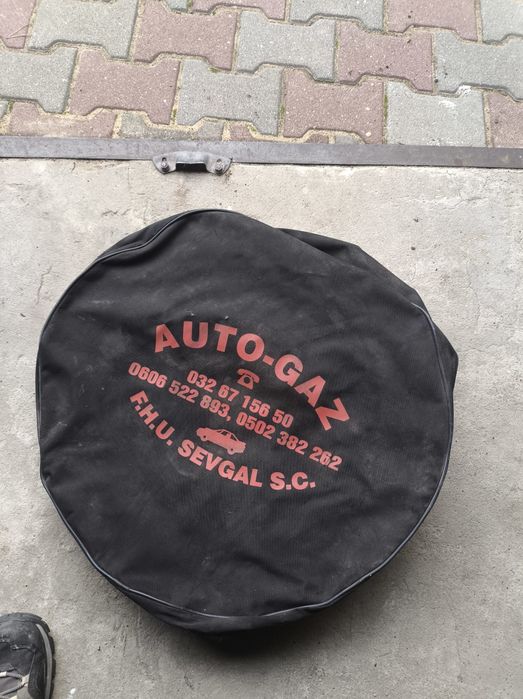 AUTO-GAZ
032 67 156 50
0606 522 893, 0502 382 262
F.H.U. SEVGAL S.C.